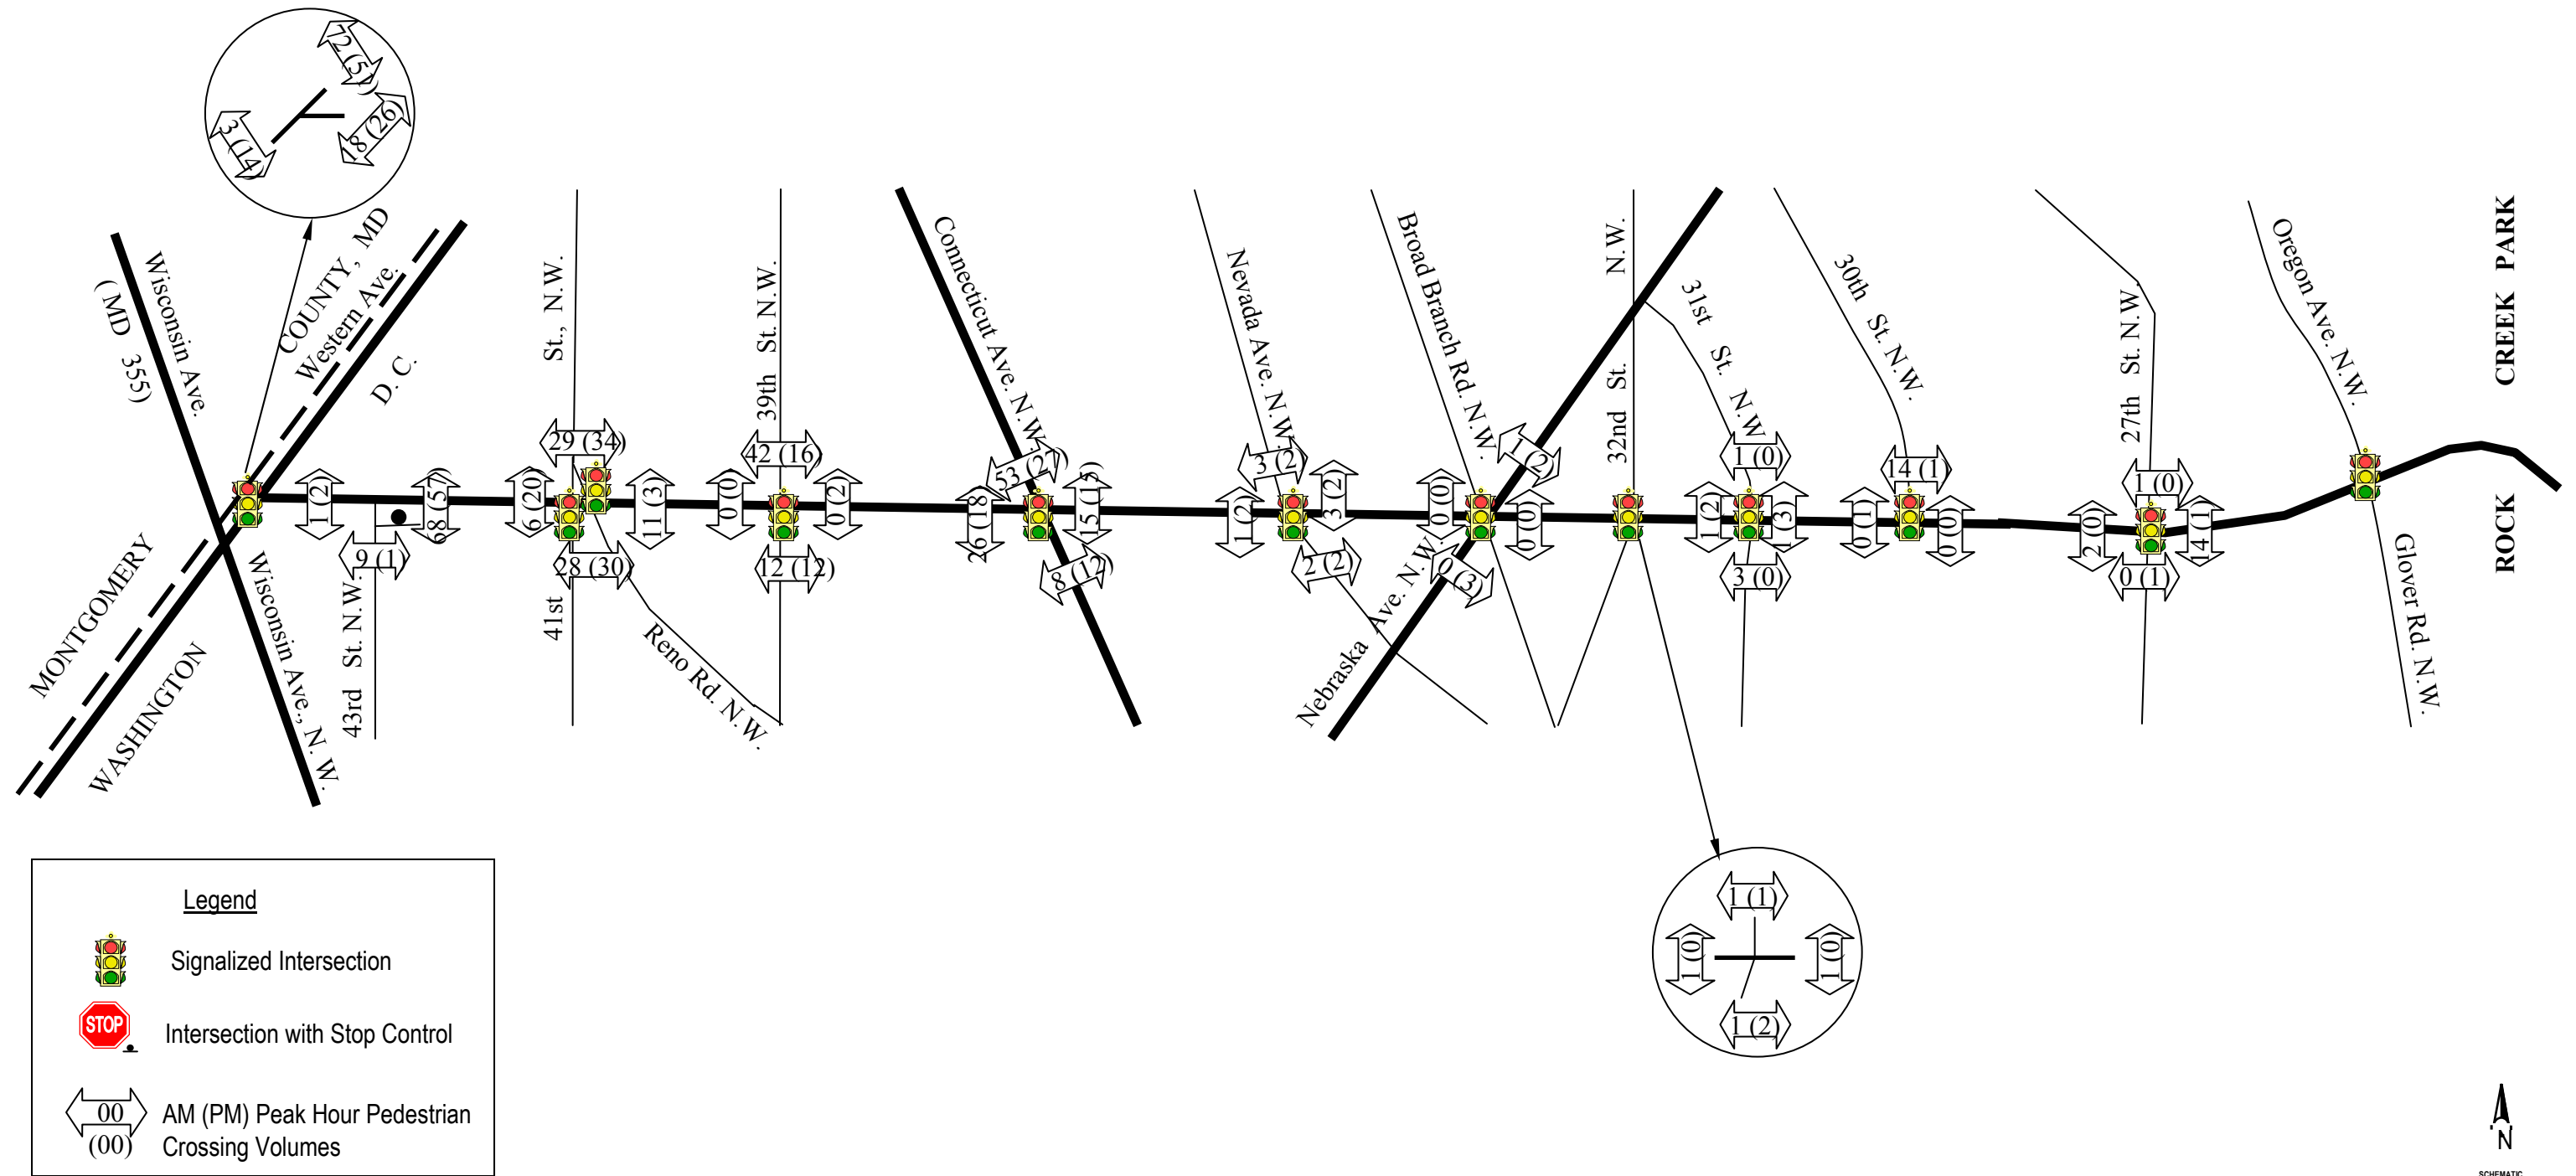 72 (51)
3 (14)
18 (26)
Wisconsin Ave.
( MD 355)
COUNTY, MD
Western Ave.
D. C.
MONTGOMERY
WASHINGTON
Wisconsin Ave., N. W.
43rd St. N.W.
1 (2)
9 (1)
68 (57)
6 (20)
41st St., N.W.
29 (34)
28 (30)
11 (3)
Reno Rd. N.W.
0 (0)
39th St. N.W.
42 (16)
12 (12)
0 (2)
Connecticut Ave. N.W.
26 (18)
15 (15)
8 (12)
Nevada Ave. N.W.
1 (2)
3 (2)
3 (2)
2 (2)
Broad Branch Rd. N.W.
0 (0)
1 (2)
0 (3)
0 (0)
Nebraska Ave. N.W.
32nd St. N.W.
31st St. N.W.
1 (2)
1 (0)
1 (3)
3 (0)
30th St. N.W.
0 (1)
14 (1)
0 (0)
27th St. N.W.
2 (0)
1 (0)
0 (1)
14 (1)
Oregon Ave. N.W.
Glover Rd. N.W.
ROCK CREEK PARK
1 (1)
1 (0)
1 (0)
1 (2)
Legend
Signalized Intersection
STOP
Intersection with Stop Control
00
(00)
AM (PM) Peak Hour Pedestrian
Crossing Volumes
N
SCHEMATIC